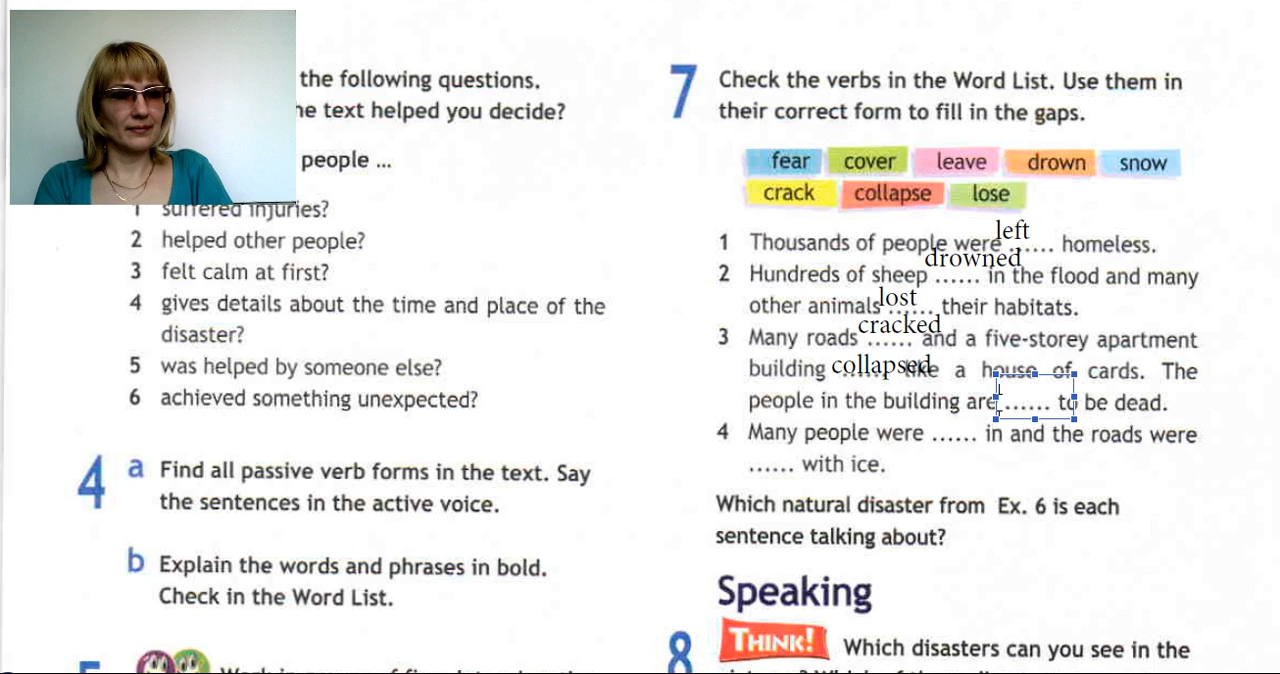 the following questions.
e text helped you decide?
people ...
1 suffered injuries?
2 helped other people?
3 felt calm at first?
4 gives details about the time and place of the
disaster?
5 was helped by someone else?
6 achieved something unexpected?
4 a Find all passive verb forms in the text. Say
the sentences in the active voice.
b Explain the words and phrases in bold.
Check in the Word List.
7 Check the verbs in the Word List. Use them in
their correct form to fill in the gaps.
fear cover leave drown snow
crack collapse lose
left
1 Thousands of people were ...... homeless.
drowned
2 Hundreds of sheep ...... in the flood and many
lost
other animals ...... their habitats.
cracked
3 Many roads ...... and a five-storey apartment
collapsed
building ...... like a house of cards. The
people in the building are ...... to be dead.
4 Many people were ...... in and the roads were
...... with ice.
Which natural disaster from Ex. 6 is each
sentence talking about?
Speaking
8 THINK! Which disasters can you see in the